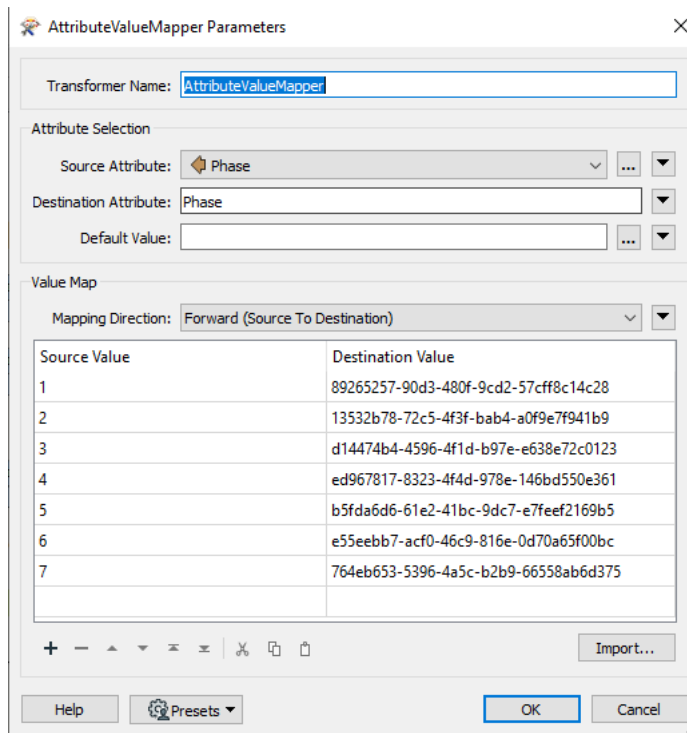 AttributeValueMapper Parameters
Transformer Name: AttributeValueMapper
Attribute Selection
Source Attribute: Phase ...
Destination Attribute: Phase
Default Value: ...
Value Map
Mapping Direction: Forward (Source To Destination)
Source Value Destination Value
1 89265257-90d3-480f-9cd2-57cff8c14c28
2 13532b78-72c5-4f3f-bab4-a0f9e7f941b9
3 d14474b4-4596-4f1d-b97e-e638e72c0123
4 ed967817-8323-4f4d-978e-146bd550e361
5 b5fda6d6-61e2-41bc-9dc7-e7feef2169b5
6 e55eebb7-acf0-46c9-816e-0d70a65f00bc
7 764eb653-5396-4a5c-b2b9-66558ab6d375
Import...
Help Presets OK Cancel